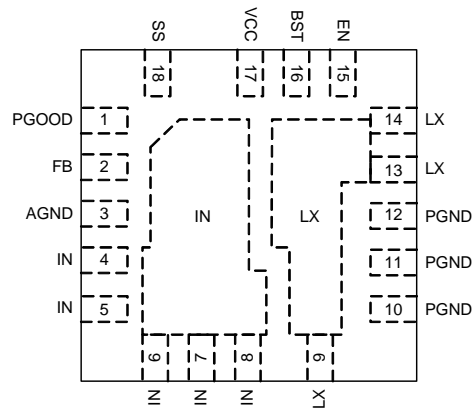 SS
VCC
BST
EN
18
17
16
15
PGOOD
1
14
LX
FB
2
13
LX
AGND
3
12
PGND
IN
LX
IN
4
11
PGND
IN
5
10
PGND
6
7
8
9
IN
IN
IN
LX